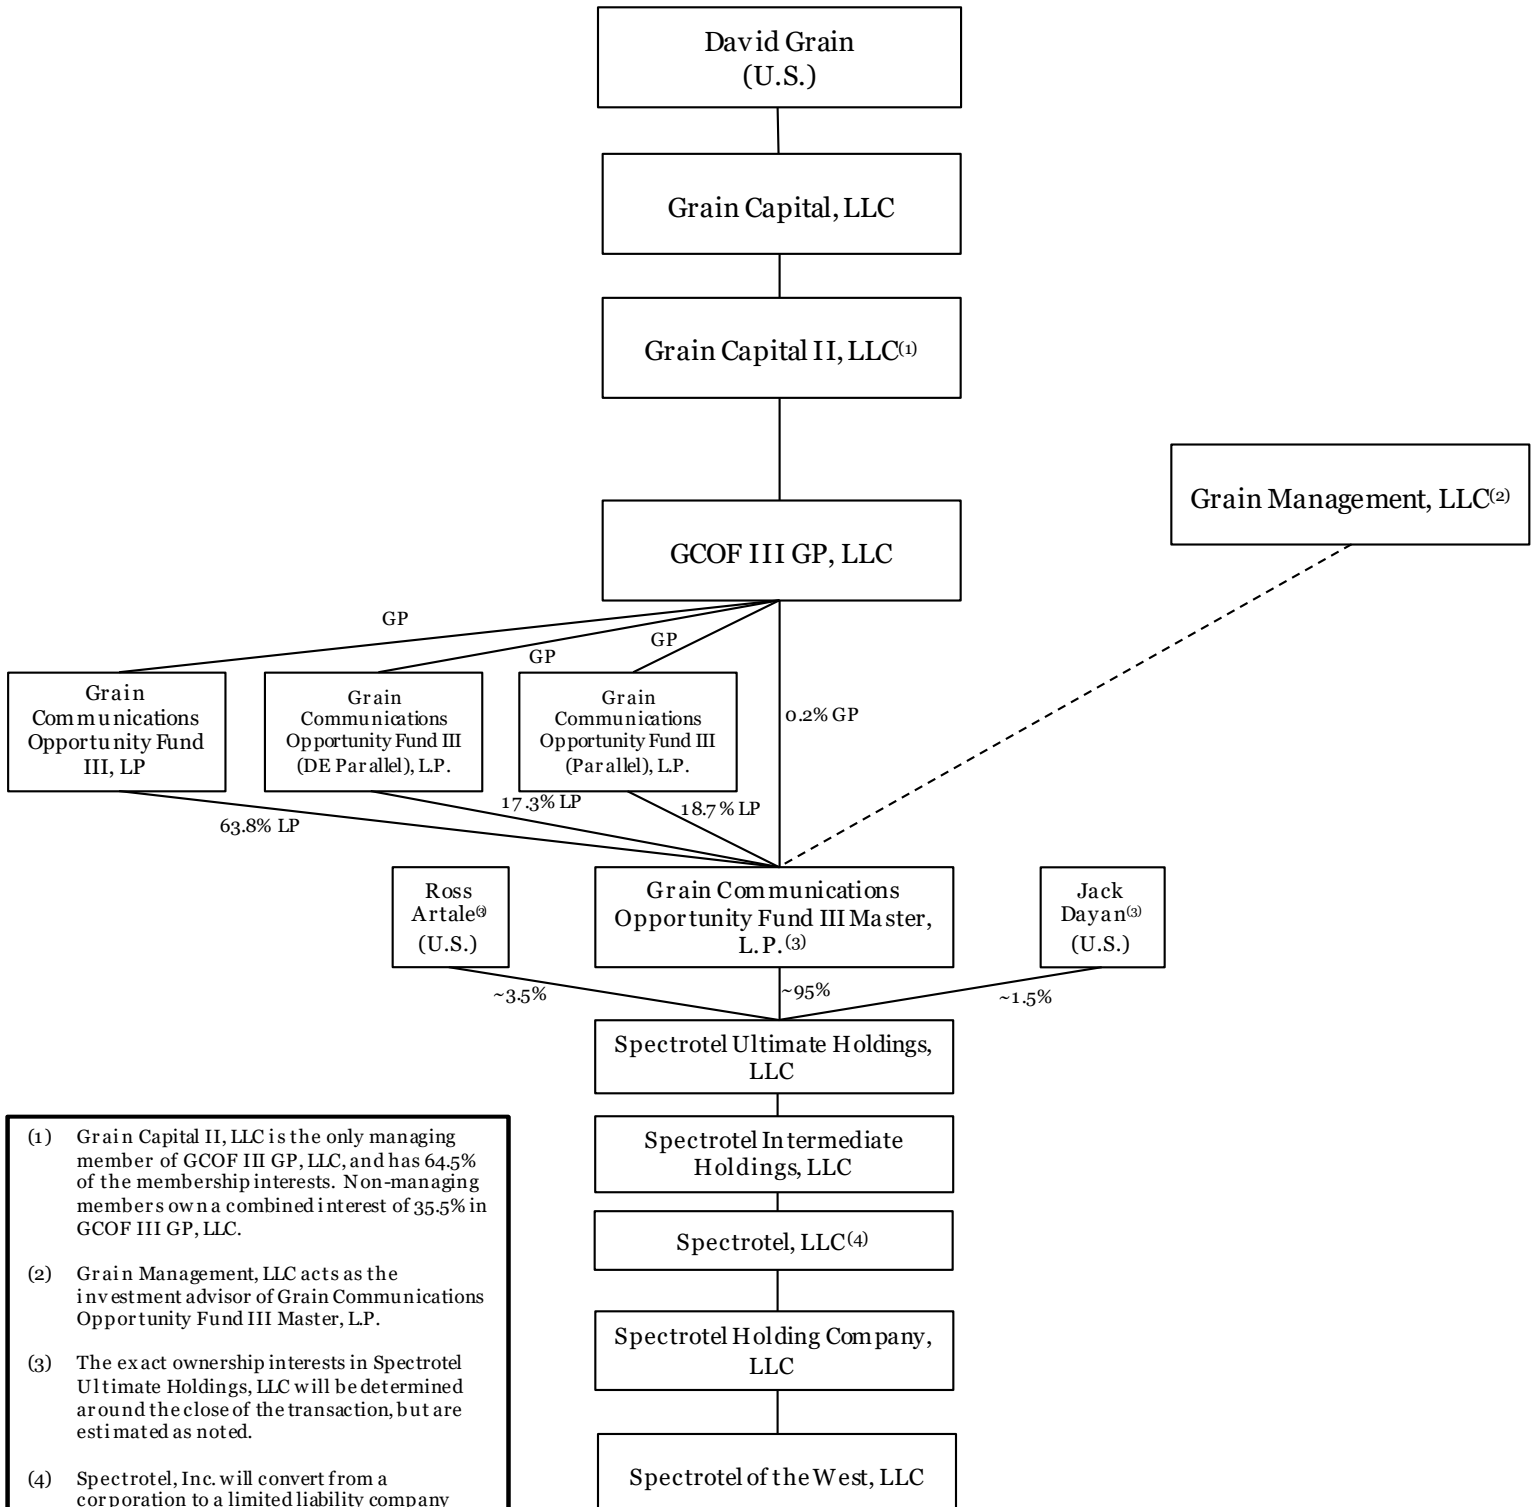 David Grain
(U.S.)
Grain Capital, LLC
Grain Capital II, LLC(1)
Grain Management, LLC(2)
GCOF III GP, LLC
GP
GP
GP
Grain
Communications
Opportunity Fund
III, LP
Grain
Communications
Opportunity Fund III
(DE Parallel), L.P.
Grain
Communications
Opportunity Fund III
(Parallel), L.P.
0.2% GP
63.8% LP
17.3% LP
18.7% LP
Ross
Artale(3)
(U.S.)
Grain Communications
Opportunity Fund III Master,
L.P.(3)
Jack
Dayan(3)
(U.S.)
~3.5%
~95%
~1.5%
Spectrotel Ultimate Holdings,
LLC
Spectrotel Intermediate
Holdings, LLC
Spectrotel, LLC(4)
Spectrotel Holding Company,
LLC
Spectrotel of the West, LLC
(1) Grain Capital II, LLC is the only managing
member of GCOF III GP, LLC, and has 64.5%
of the membership interests. Non-managing
members own a combined interest of 35.5% in
GCOF III GP, LLC.
(2) Grain Management, LLC acts as the
investment advisor of Grain Communications
Opportunity Fund III Master, L.P.
(3) The exact ownership interests in Spectrotel
Ultimate Holdings, LLC will be determined
around the close of the transaction, but are
estimated as noted.
(4) Spectrotel, Inc. will convert from a
corporation to a limited liability company